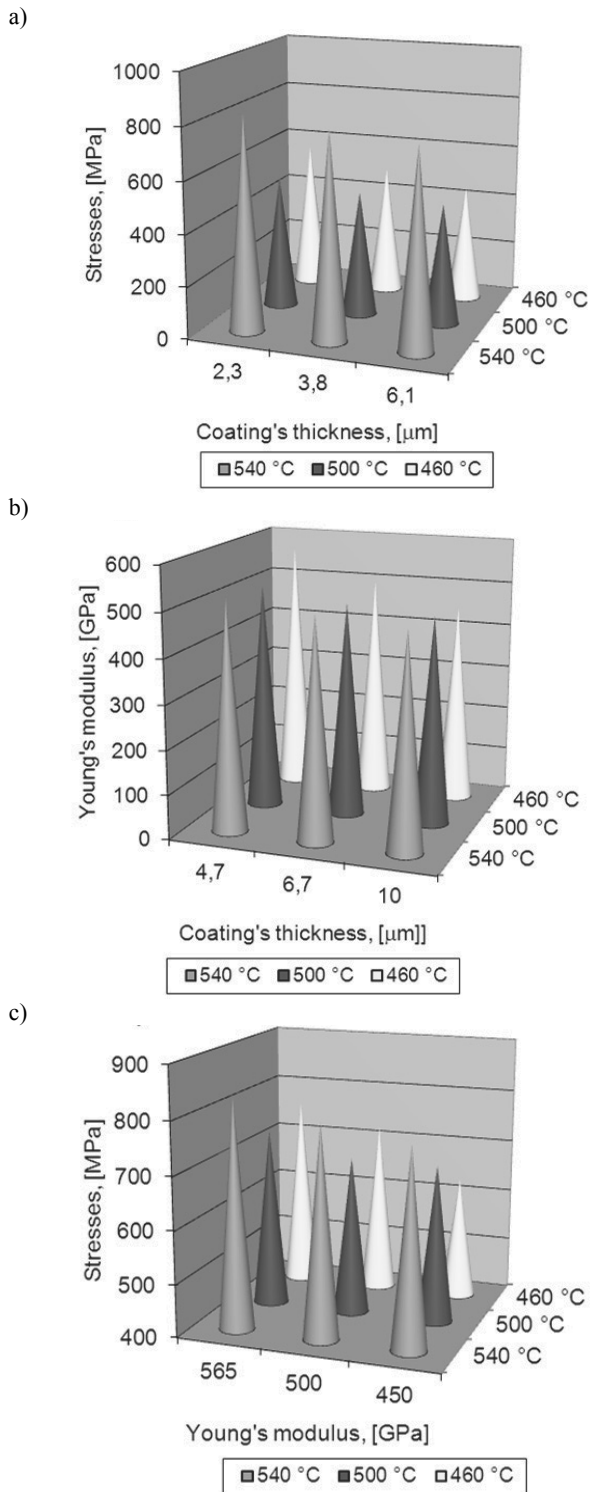 a)
1000
800
600
400
200
0
Stresses, [MPa]
2,3
3,8
6,1
460 °C
500 °C
540 °C
Coating's thickness, [μm]
540 °C 500 °C 460 °C
b)
600
500
400
300
200
100
0
Young's modulus, [GPa]
4,7
6,7
10
460 °C
500 °C
540 °C
Coating's thickness, [μm]]
540 °C 500 °C 460 °C
c)
900
800
700
600
500
400
Stresses, [MPa]
565
500
450
460 °C
500 °C
540 °C
Young's modulus, [GPa]
540 °C 500 °C 460 °C